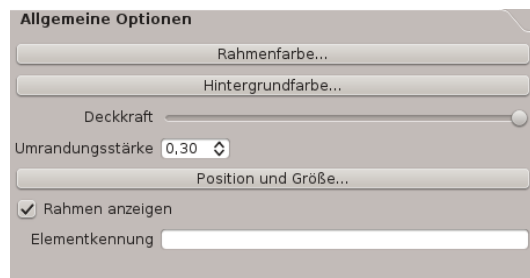 Allgemeine Optionen
Rahmenfarbe...
Hintergrundfarbe...
Deckkraft
Umrandungsstärke 0,30
Position und Größe...
Rahmen anzeigen
Elementkennung